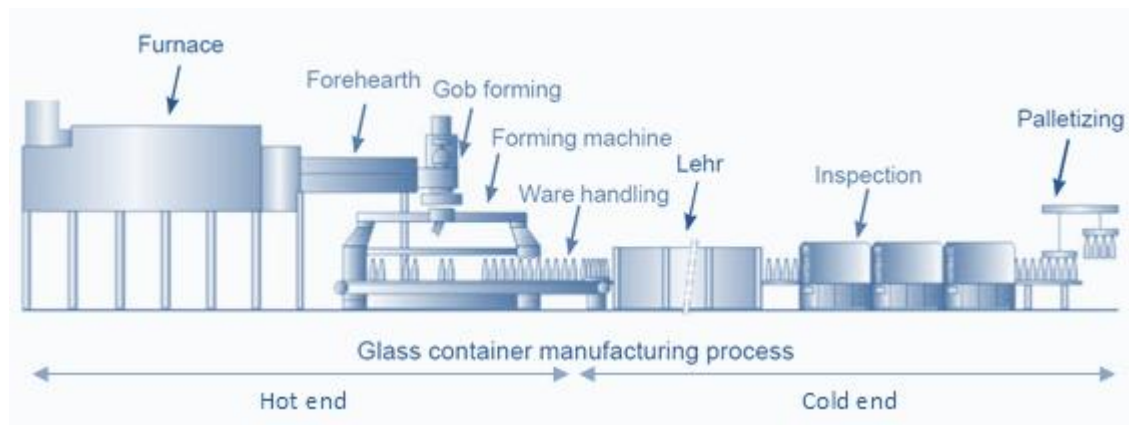 Furnace
Forehearth
Gob forming
Forming machine
Ware handling
Lehr
Inspection
Palletizing
Glass container manufacturing process
Hot end
Cold end